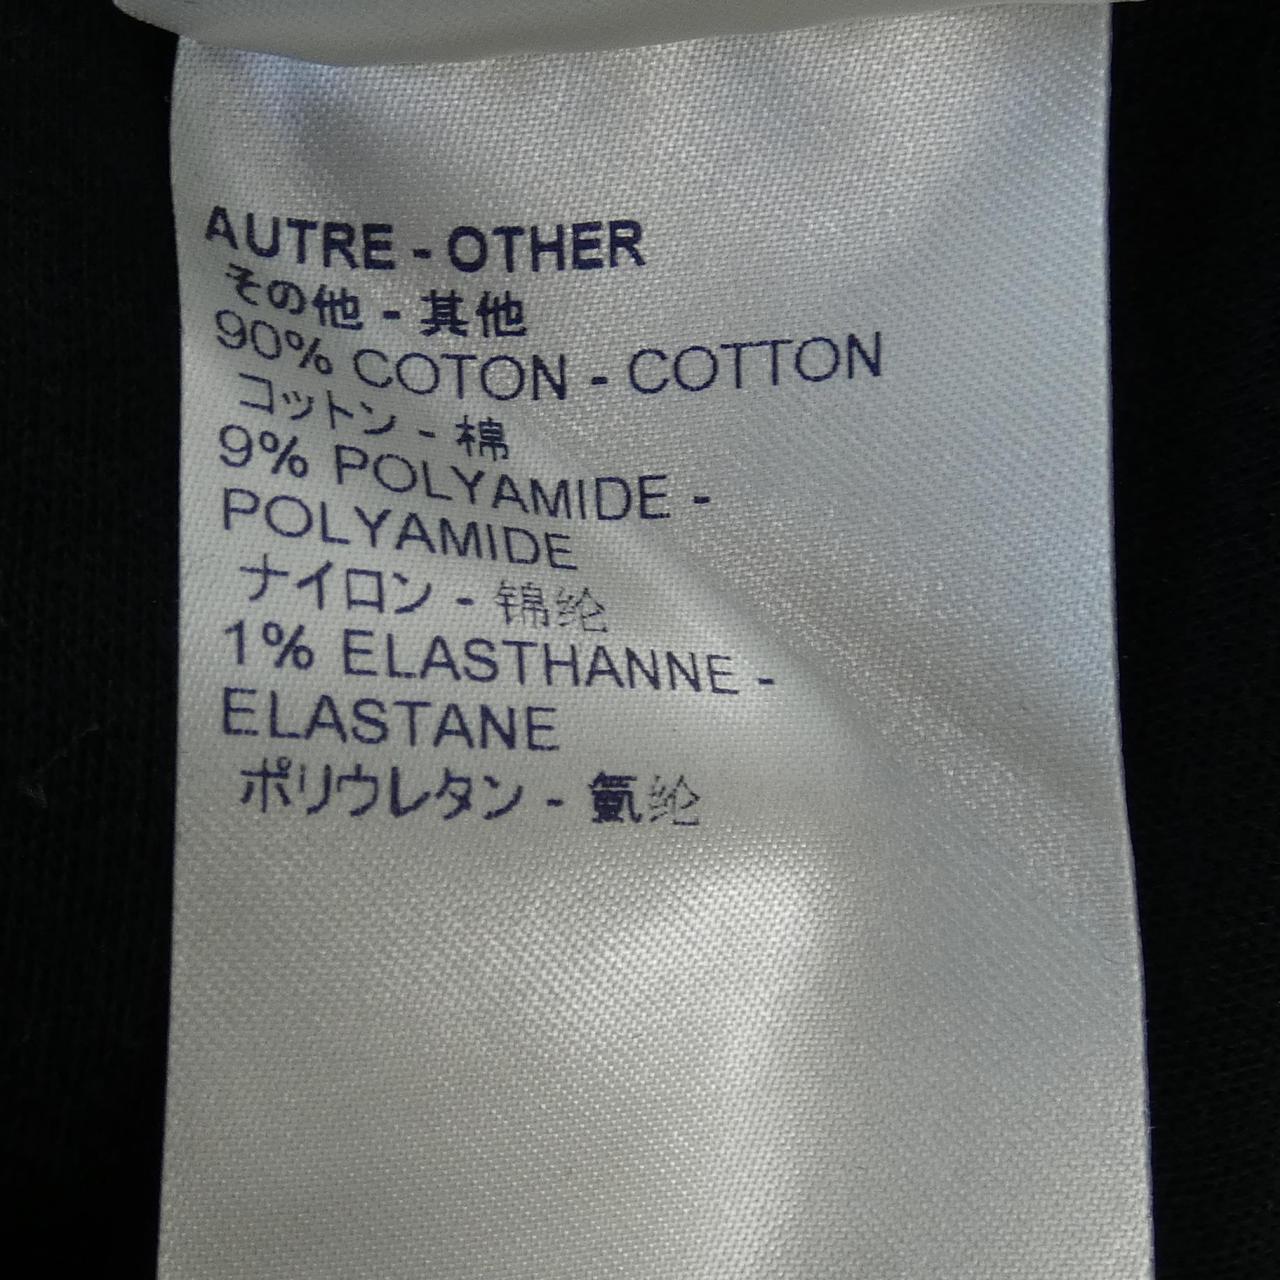 AUTRE - OTHER
その他 - 其他
90% COTON - COTTON
コットン - 棉
9% POLYAMIDE -
POLYAMIDE
ナイロン - 锦纶
1% ELASTHANNE -
ELASTANE
ポリウレタン - 氨纶